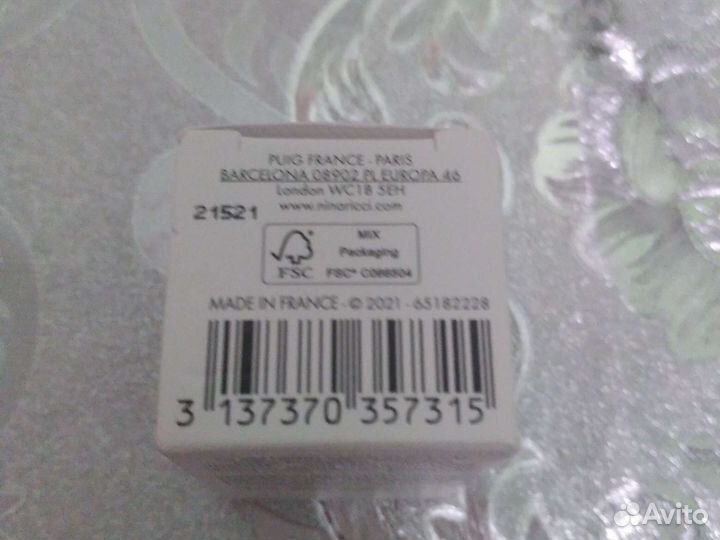 PUIG FRANCE - PARIS
BARCELONA 08902 PL EUROPA 46
London WC1B 5EH
www.ninaricci.com
21521
FSC
MIX
Packaging
FSC®
MADE IN FRANCE - © 2021 - 65182228
3 137370 357315
Avito